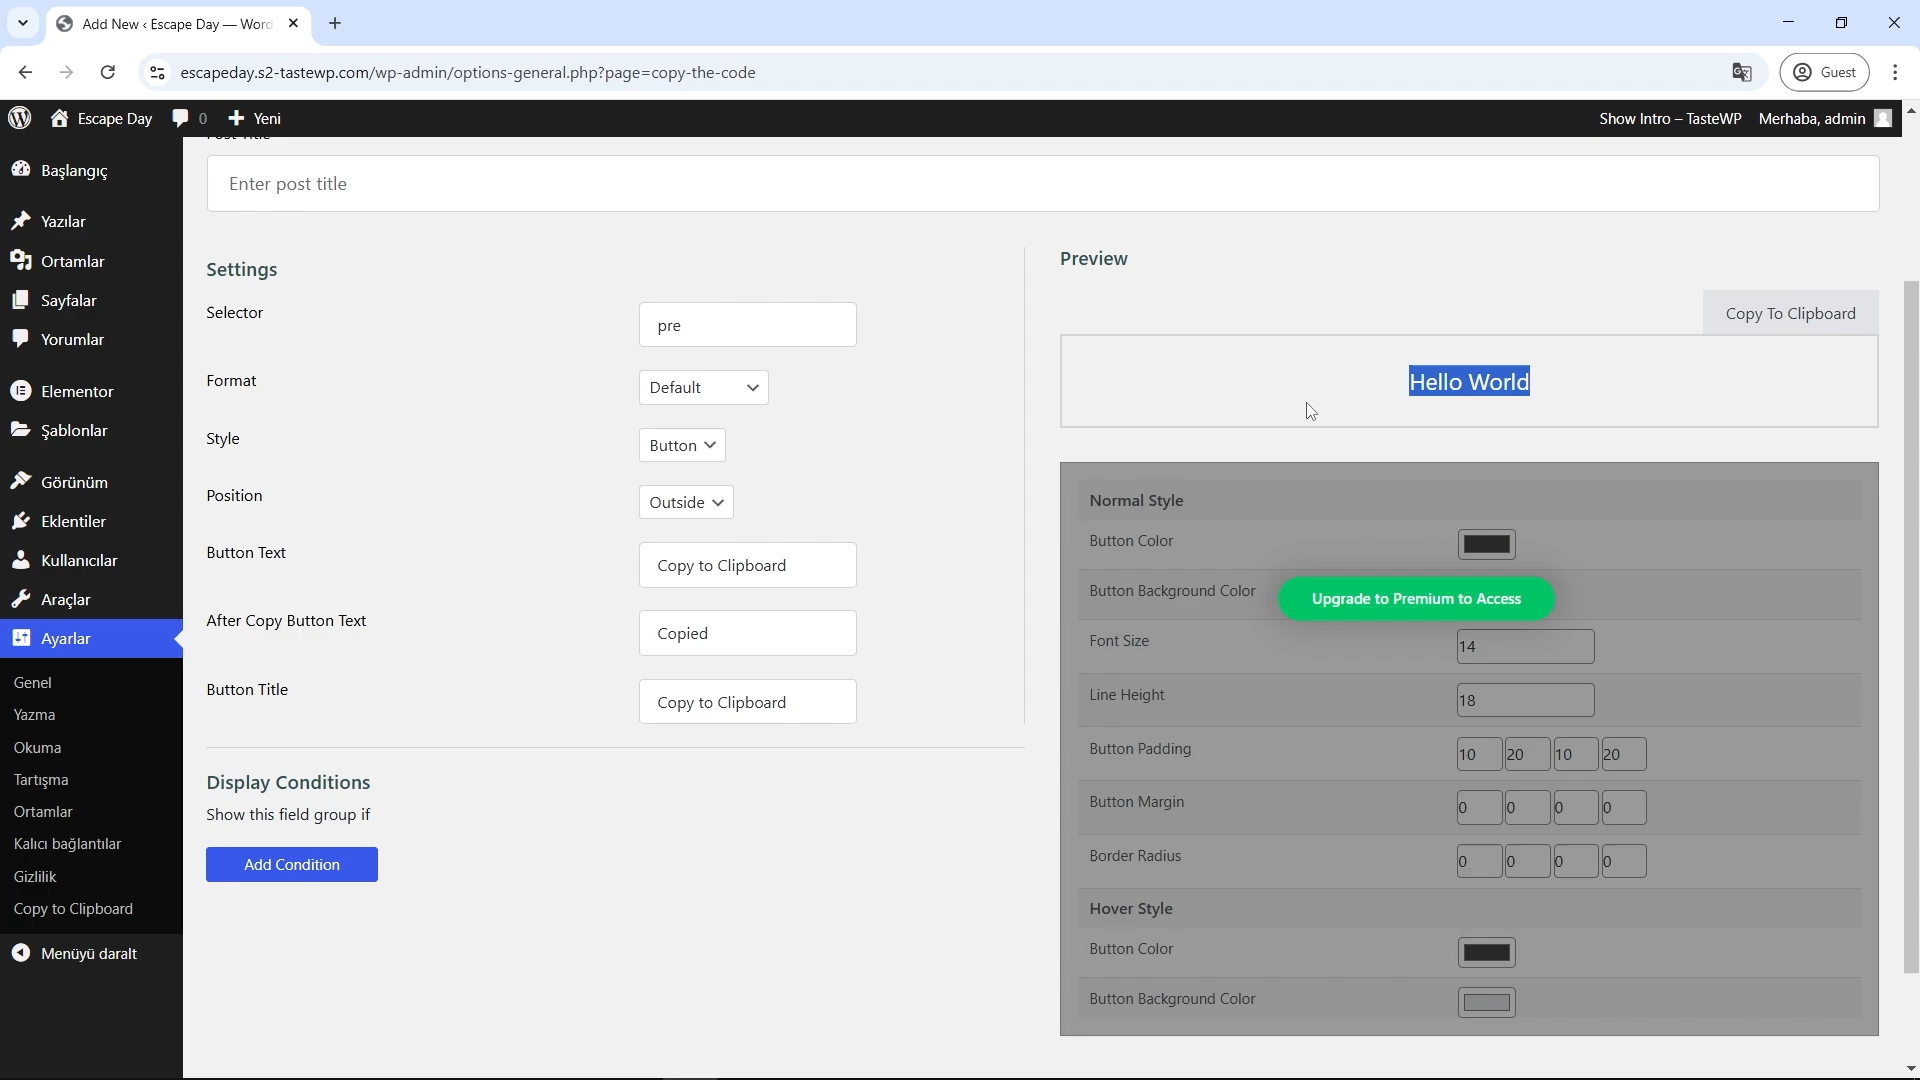 Add New ‹ Escape Day — Word
escapeday.s2-tastewp.com/wp-admin/options-general.php?page=copy-the-code
Guest
Escape Day
0
Yeni
Show Intro – TasteWP
Merhaba, admin
Başlangıç
Yazılar
Ortamlar
Sayfalar
Yorumlar
Elementor
Şablonlar
Görünüm
Eklentiler
Kullanıcılar
Araçlar
Ayarlar
Genel
Yazma
Okuma
Tartışma
Ortamlar
Kalıcı bağlantılar
Gizlilik
Copy to Clipboard
Menüyü daralt
Post Title
Enter post title
Settings
Selector
pre
Format
Default
Style
Button
Position
Outside
Button Text
Copy to Clipboard
After Copy Button Text
Copied
Button Title
Copy to Clipboard
Display Conditions
Show this field group if
Add Condition
Preview
Copy To Clipboard
Hello World
Normal Style
Button Color
Button Background Color
Upgrade to Premium to Access
Font Size
14
Line Height
18
Button Padding
10 20 10 20
Button Margin
0 0 0 0
Border Radius
0 0 0 0
Hover Style
Button Color
Button Background Color